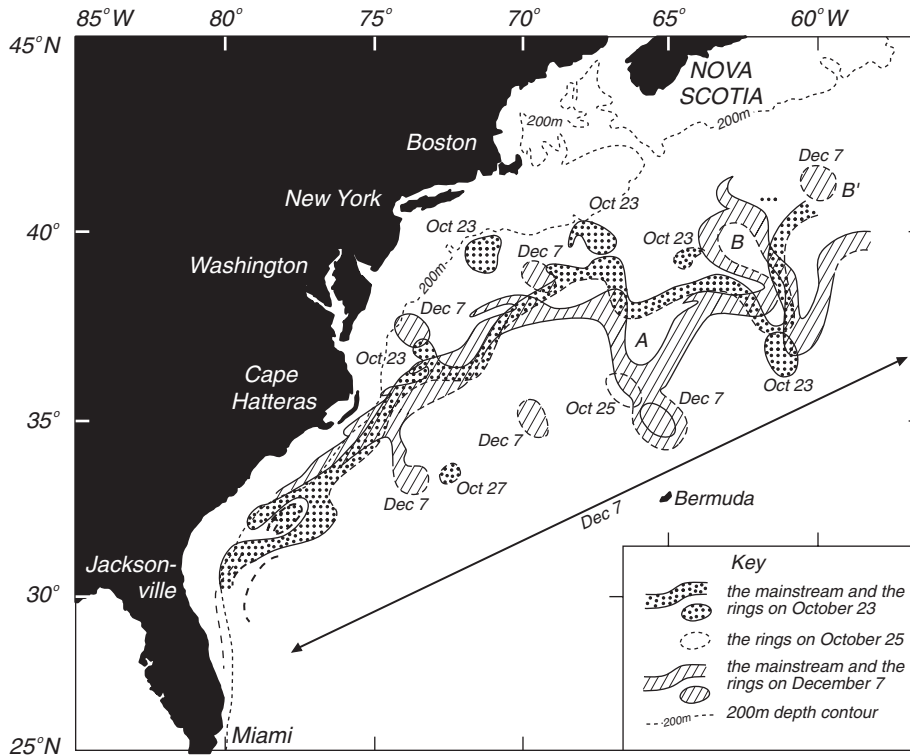 85°W 80° 75° 70° 65° 60°W
45°N
NOVA
SCOTIA
200m
200m
Boston
Dec 7
B'
New York
Oct 23
Oct 23
40°
Oct 23
B
Washington
Dec 7
200m
Dec 7
A
Oct 23
Cape
Hatteras
Oct 23
Oct 25
Dec 7
35°
Dec 7
Oct 27
Dec 7
Bermuda
Dec 7
Jackson-
ville
30°
Key
the mainstream and the
rings on October 23
the rings on October 25
the mainstream and the
rings on December 7
200m
200m depth contour
Miami
25°N